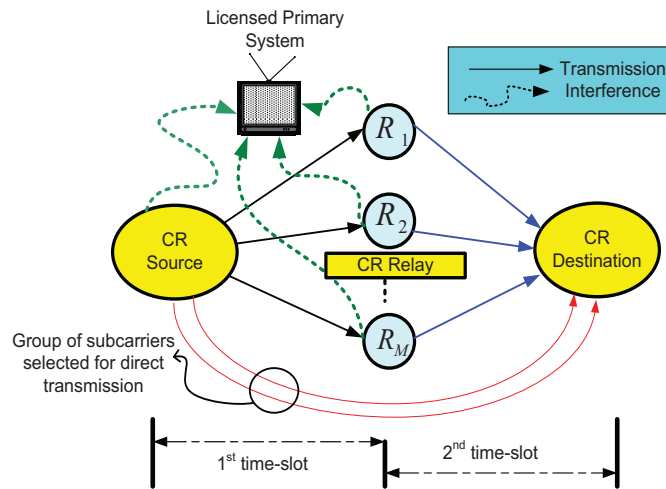 Licensed Primary
System
Transmission
Interference
R1
R2
CR
Source
CR Relay
CR
Destination
RM
Group of subcarriers
selected for direct
transmission
1st time-slot
2nd time-slot